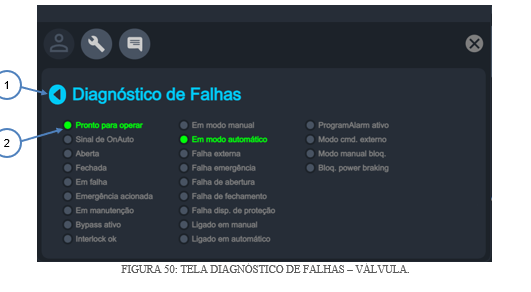 1
Diagnóstico de Falhas
2
Pronto para operar
Sinal de OnAuto
Aberta
Fechada
Em falha
Emergência acionada
Em manutenção
Bypass ativo
Interlock ok
Em modo manual
Em modo automático
Falha externa
Falha emergência
Falha de abertura
Falha de fechamento
Falha disp. de proteção
Ligado em manual
Ligado em automático
ProgramAlarm ativo
Modo cmd. externo
Modo manual bloq.
Bloq. power braking
FIGURA 50: TELA DIAGNÓSTICO DE FALHAS – VÀLVULA.